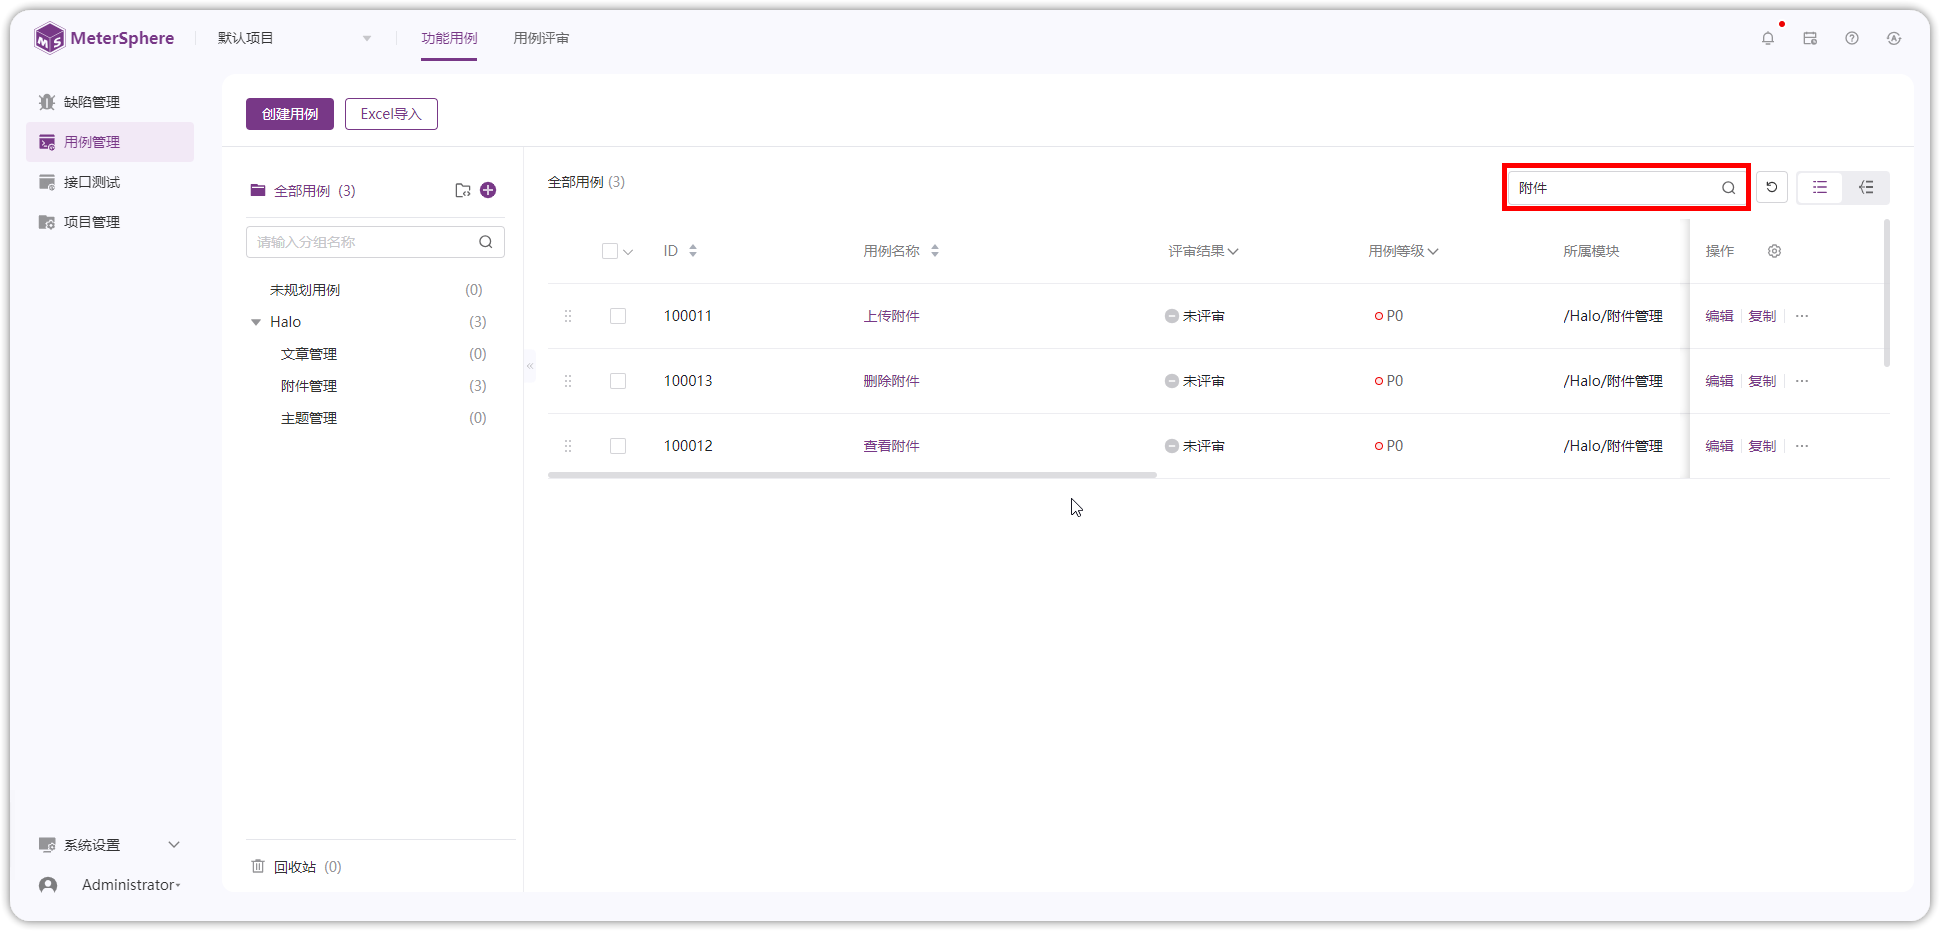 MeterSphere
默认项目
功能用例
用例评审
缺陷管理
用例管理
接口测试
项目管理
系统设置
Administrator
创建用例
Excel导入
全部用例 (3)
请输入分组名称
未规划用例 (0)
Halo (3)
文章管理 (0)
附件管理 (3)
主题管理 (0)
回收站 (0)
全部用例 (3)
附件
ID 用例名称 评审结果 用例等级 所属模块 操作
100011 上传附件 未评审 P0 /Halo/附件管理 编辑 复制 ···
100013 删除附件 未评审 P0 /Halo/附件管理 编辑 复制 ···
100012 查看附件 未评审 P0 /Halo/附件管理 编辑 复制 ···